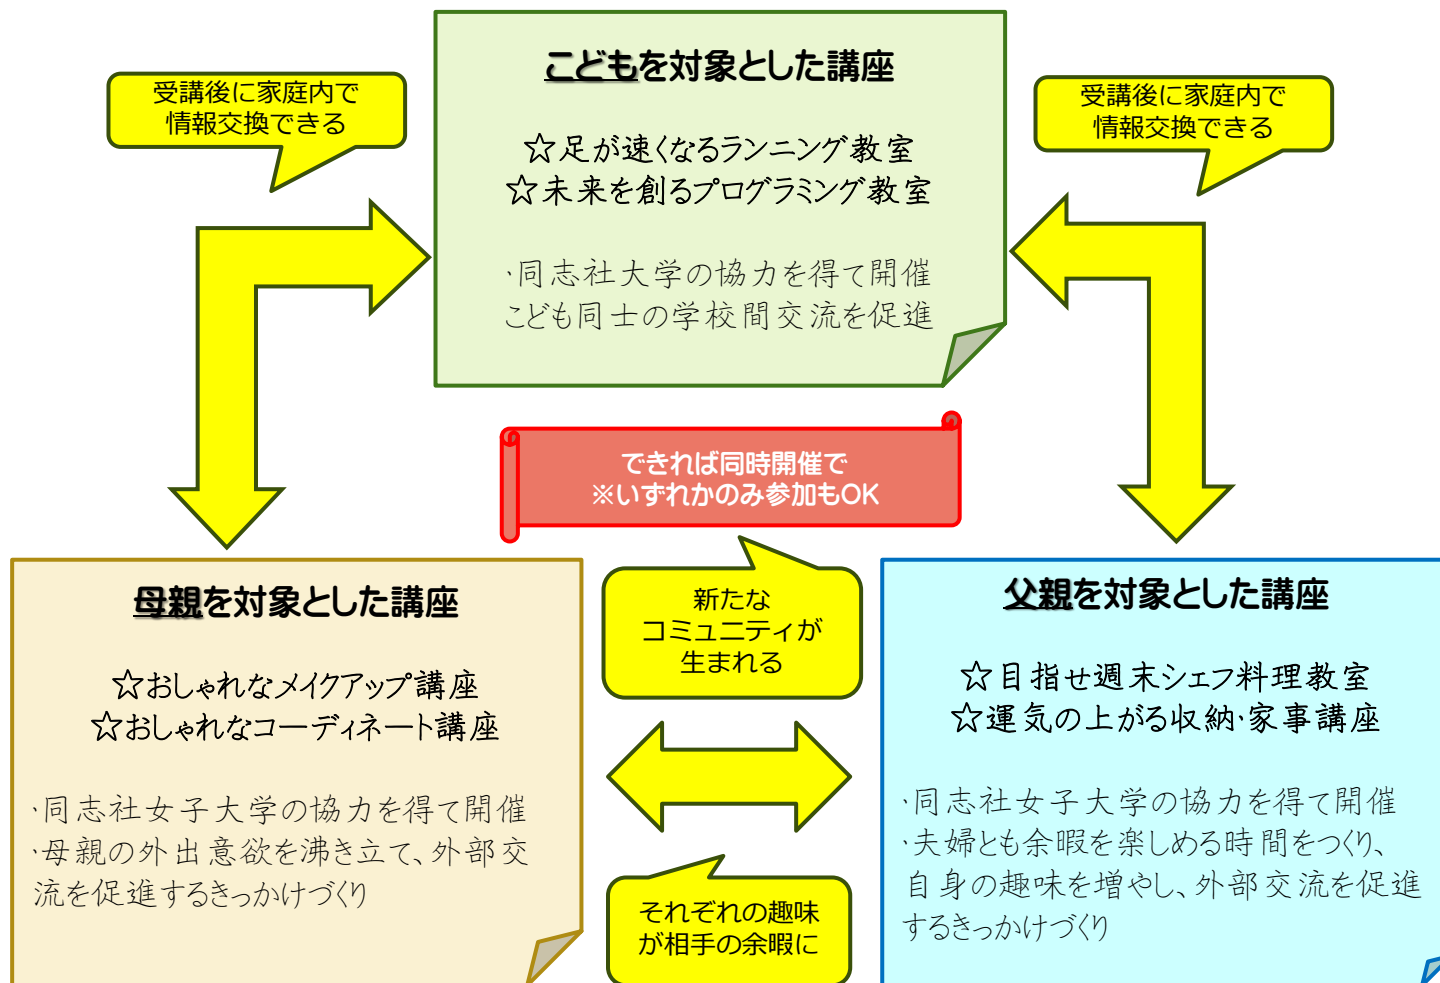 こどもを対象とした講座
受講後に家庭内で
情報交換できる
受講後に家庭内で
情報交換できる
☆足が速くなるランニング教室
☆未来を創るプログラミング教室
・同志社大学の協力を得て開催
こども同士の学校間交流を促進
できれば同時開催で
※いずれかのみ参加もOK
母親を対象とした講座
☆おしゃれなメイクアップ講座
☆おしゃれなコーディネート講座
・同志社女子大学の協力を得て開催
・母親の外出意欲を沸き立て、外部交
流を促進するきっかけづくり
新たな
コミュニティが
生まれる
それぞれの趣味
が相手の余暇に
父親を対象とした講座
☆目指せ週末シェフ料理教室
☆運気の上がる収納・家事講座
・同志社女子大学の協力を得て開催
・夫婦とも余暇を楽しめる時間をつくり、
自身の趣味を増やし、外部交流を促進
するきっかけづくり